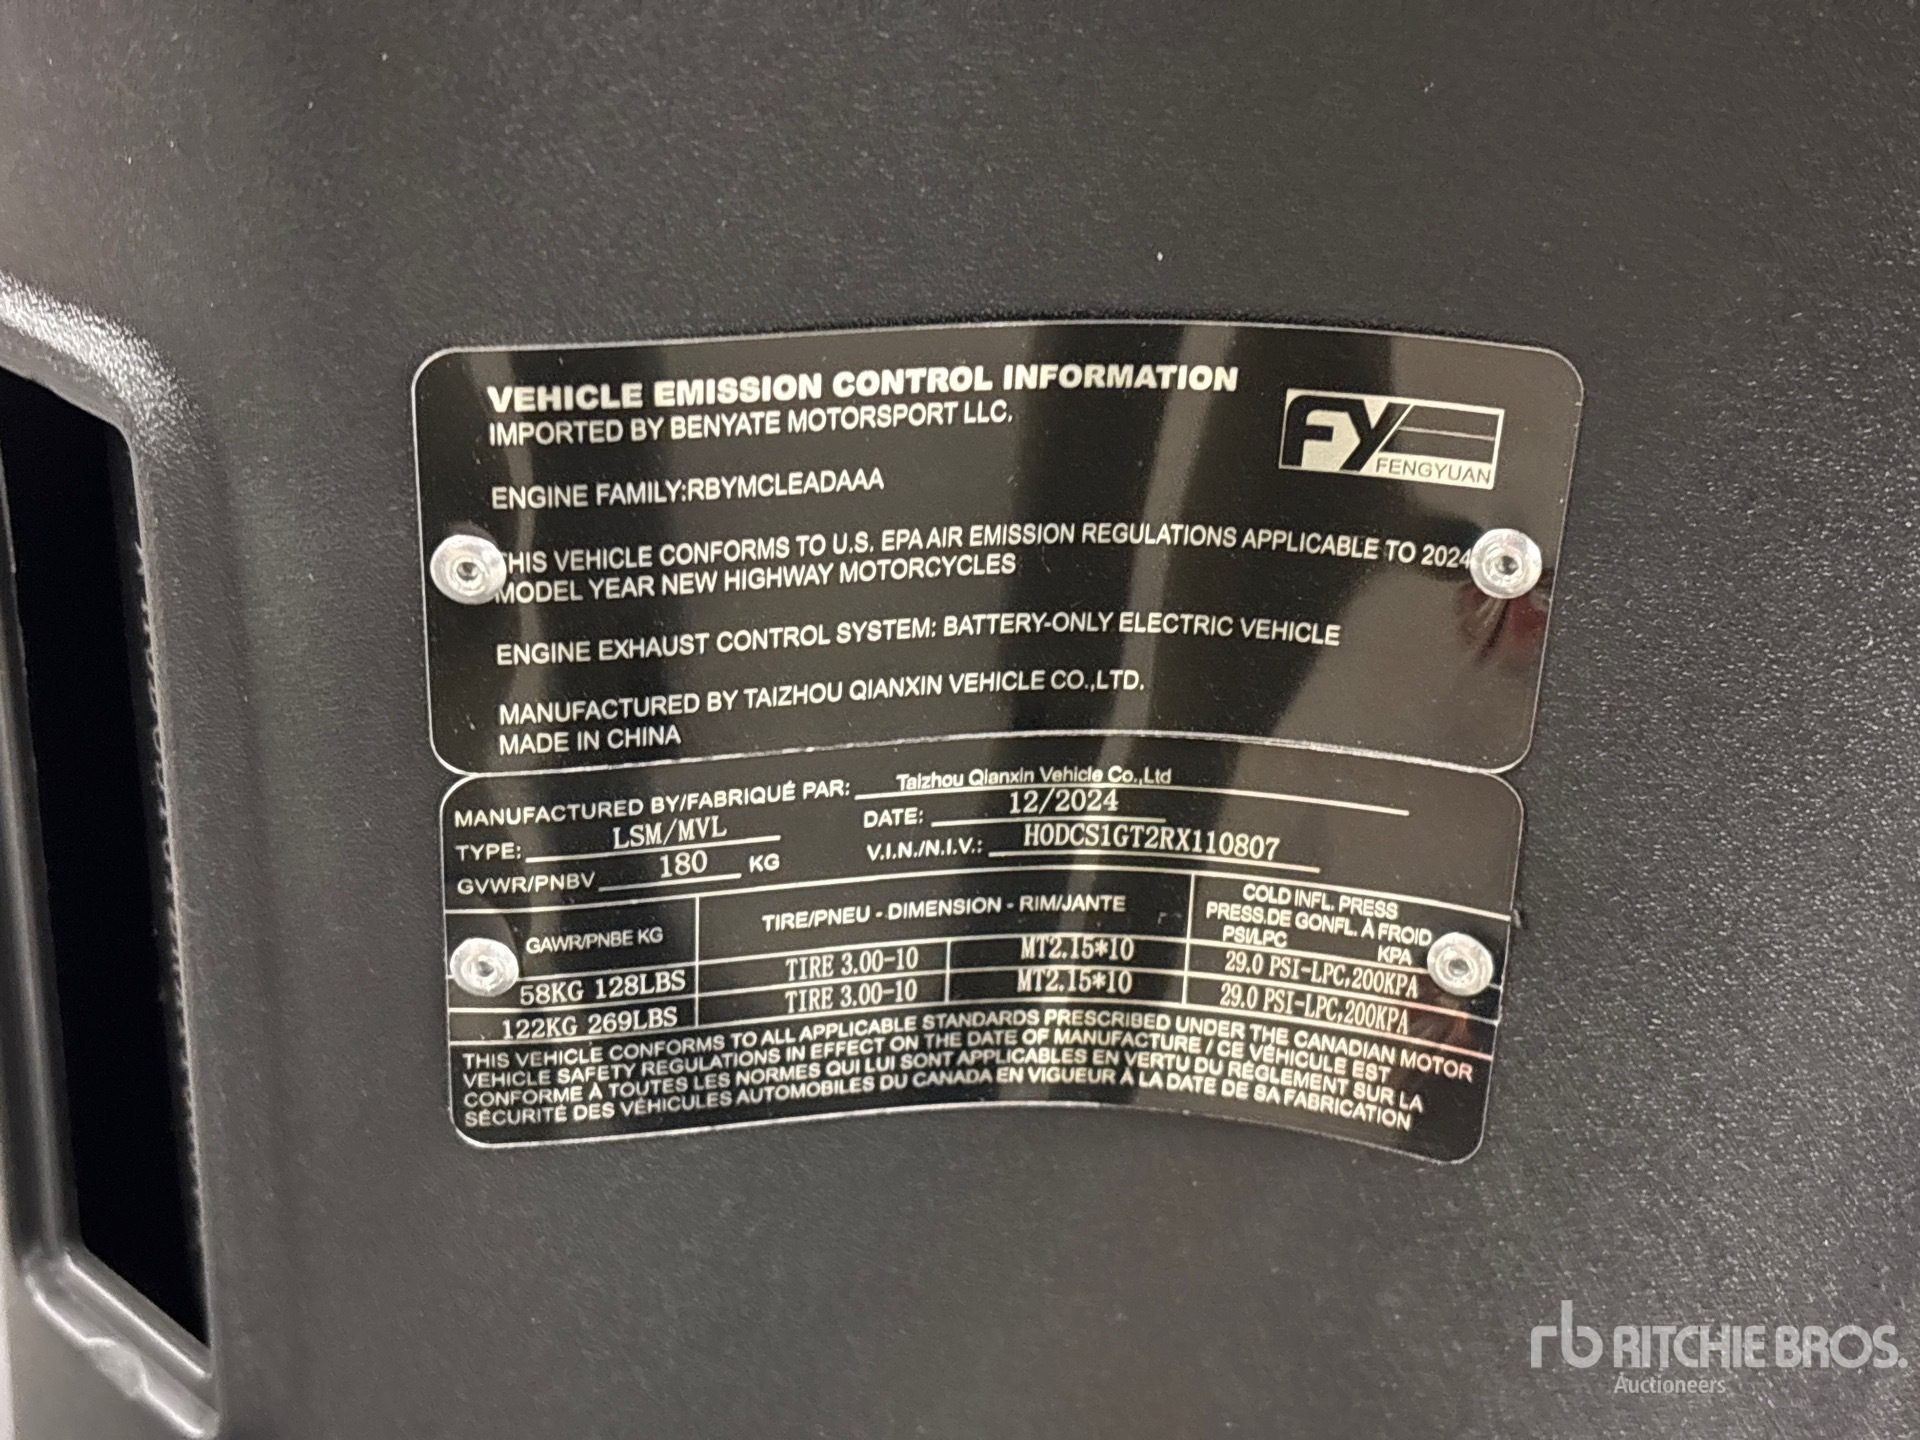 VEHICLE EMISSION CONTROL INFORMATION
IMPORTED BY BENYATE MOTORSPORT LLC.
FY
FENGYUAN
ENGINE FAMILY:RBYMCLEADAAA
THIS VEHICLE CONFORMS TO U.S. EPA AIR EMISSION REGULATIONS APPLICABLE TO 2024
MODEL YEAR NEW HIGHWAY MOTORCYCLES
ENGINE EXHAUST CONTROL SYSTEM: BATTERY-ONLY ELECTRIC VEHICLE
MANUFACTURED BY TAIZHOU QIANXIN VEHICLE CO.,LTD.
MADE IN CHINA
MANUFACTURED BY/FABRIQUÉ PAR: Taizhou Qianxin Vehicle Co.,Ltd
TYPE: LSM/MVL DATE: 12/2024
GVWR/PNBV 180 KG V.I.N./N.I.V.: H0DCS1GT2RX110807
GAWR/PNBE KG TIRE/PNEU - DIMENSION - RIM/JANTE COLD INFL. PRESS
PRESS.DE GONFL. À FROID
PSI/LPC KPA
58KG 128LBS TIRE 3.00-10 MT2.15*10 29.0 PSI-LPC,200KPA
122KG 269LBS TIRE 3.00-10 MT2.15*10 29.0 PSI-LPC,200KPA
THIS VEHICLE CONFORMS TO ALL APPLICABLE STANDARDS PRESCRIBED UNDER THE CANADIAN MOTOR
VEHICLE SAFETY REGULATIONS IN EFFECT ON THE DATE OF MANUFACTURE / CE VÉHICULE EST
CONFORME À TOUTES LES NORMES QUI LUI SONT APPLICABLES EN VERTU DU RÉGLEMENT SUR LA
SÉCURITÉ DES VÉHICULES AUTOMOBILES DU CANADA EN VIGUEUR À LA DATE DE SA FABRICATION
rb RITCHIE BROS.
Auctioneers